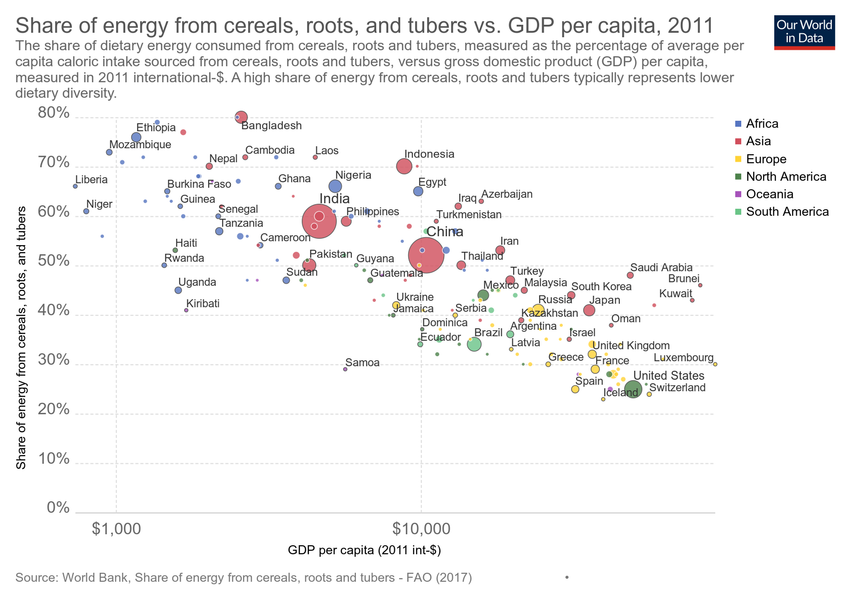 Share of energy from cereals, roots, and tubers vs. GDP per capita, 2011
Our World
in Data
The share of dietary energy consumed from cereals, roots and tubers, measured as the percentage of average per
capita caloric intake sourced from cereals, roots and tubers, versus gross domestic product (GDP) per capita,
measured in 2011 international-$. A high share of energy from cereals, roots and tubers typically represents lower
dietary diversity.
80%
70%
60%
50%
40%
30%
20%
10%
0%
Share of energy from cereals, roots, and tubers
Ethiopia
Bangladesh
Mozambique
Nepal
Cambodia
Laos
Indonesia
Liberia
Burkina Faso
Ghana
Nigeria
Egypt
Niger
Guinea
Senegal
India
Philippines
Iraq
Azerbaijan
Tanzania
Turkmenistan
Haiti
Cameroon
China
Iran
Rwanda
Pakistan
Guyana
Thailand
Uganda
Sudan
Guatemala
Turkey
Saudi Arabia
Kiribati
Mexico
Malaysia
South Korea
Brunei
Ukraine
Russia
Japan
Kuwait
Jamaica
Serbia
Kazakhstan
Oman
Dominica
Ecuador
Brazil
Argentina
Israel
Latvia
United Kingdom
Samoa
Greece
France
Luxembourg
Spain
United States
Iceland
Switzerland
$1,000
$10,000
GDP per capita (2011 int-$)
Africa
Asia
Europe
North America
Oceania
South America
Source: World Bank, Share of energy from cereals, roots and tubers - FAO (2017)
•